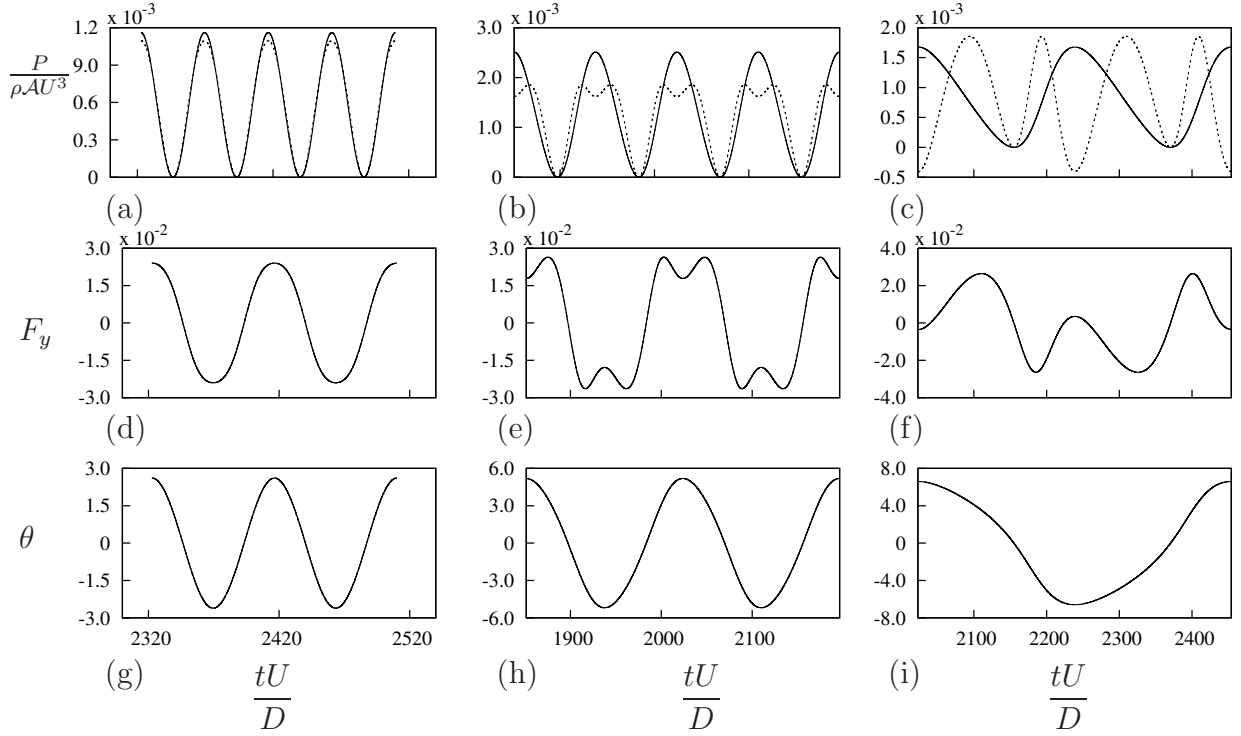 x 10⁻³ x 10⁻³ x 10⁻³
P/ρ𝒜U³
1.2 9.0 0.6 0.3 0
3.0 2.0 1.0 0
2.0 1.5 1.0 0.5 0 -0.5
(a) (b) (c)
x 10⁻² x 10⁻² x 10⁻²
F_y
3.0 1.5 0 -1.5 -3.0
3.0 1.5 0 -1.5 -3.0
4.0 2.0 0 -2.0 -4.0
(d) (e) (f)
θ
3.0 1.5 0 -1.5 -3.0
6.0 3.0 0 -3.0 -6.0
8.0 4.0 0 -4.0 -8.0
2320 2420 2520 1900 2000 2100 2100 2200 2300 2400
(g) tU/D (h) tU/D (i) tU/D